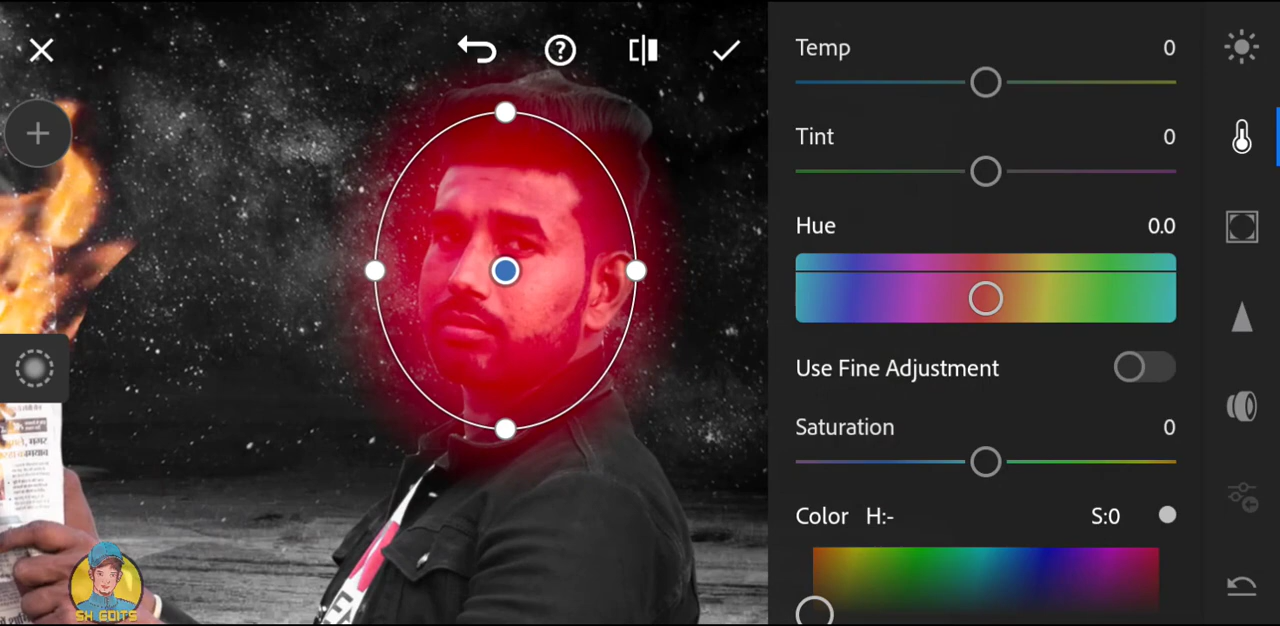 Temp 0
Tint 0
Hue 0.0
Use Fine Adjustment
Saturation 0
Color H:- S:0
SH EDITS